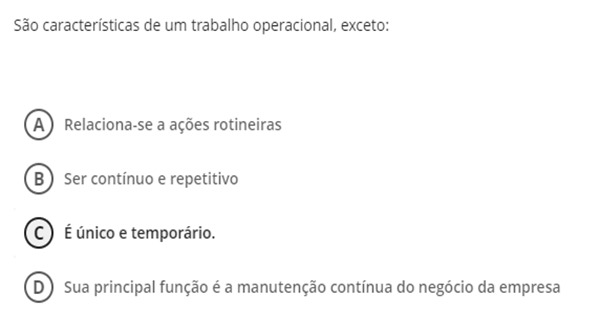 São características de um trabalho operacional, exceto:
A Relaciona-se a ações rotineiras
B Ser contínuo e repetitivo
C É único e temporário.
D Sua principal função é a manutenção contínua do negócio da empresa